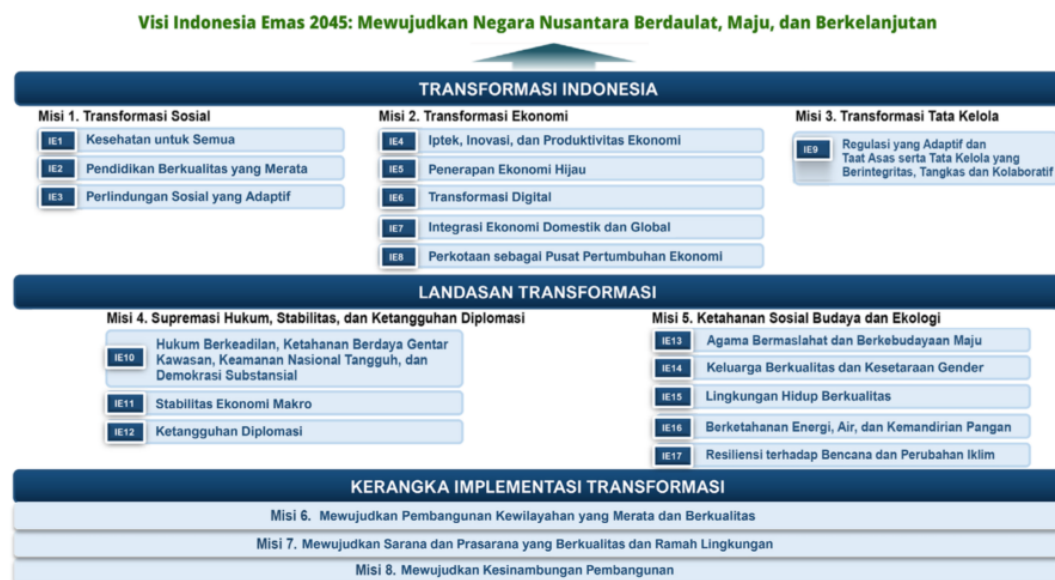 Visi Indonesia Emas 2045: Mewujudkan Negara Nusantara Berdaulat, Maju, dan Berkelanjutan
TRANSFORMASI INDONESIA
Misi 1. Transformasi Sosial
IE1 Kesehatan untuk Semua
IE2 Pendidikan Berkualitas yang Merata
IE3 Perlindungan Sosial yang Adaptif
Misi 2. Transformasi Ekonomi
IE4 Iptek, Inovasi, dan Produktivitas Ekonomi
IE5 Penerapan Ekonomi Hijau
IE6 Transformasi Digital
IE7 Integrasi Ekonomi Domestik dan Global
IE8 Perkotaan sebagai Pusat Pertumbuhan Ekonomi
Misi 3. Transformasi Tata Kelola
IE9 Regulasi yang Adaptif dan
Taat Asas serta Tata Kelola yang
Berintegritas, Tangkas dan Kolaboratif
LANDASAN TRANSFORMASI
Misi 4. Supremasi Hukum, Stabilitas, dan Ketangguhan Diplomasi
IE10 Hukum Berkeadilan, Ketahanan Berdaya Gentar
Kawasan, Keamanan Nasional Tangguh, dan
Demokrasi Substansial
IE11 Stabilitas Ekonomi Makro
IE12 Ketangguhan Diplomasi
Misi 5. Ketahanan Sosial Budaya dan Ekologi
IE13 Agama Bermaslahat dan Berkebudayaan Maju
IE14 Keluarga Berkualitas dan Kesetaraan Gender
IE15 Lingkungan Hidup Berkualitas
IE16 Berketahanan Energi, Air, dan Kemandirian Pangan
IE17 Resiliensi terhadap Bencana dan Perubahan Iklim
KERANGKA IMPLEMENTASI TRANSFORMASI
Misi 6. Mewujudkan Pembangunan Kewilayahan yang Merata dan Berkualitas
Misi 7. Mewujudkan Sarana dan Prasarana yang Berkualitas dan Ramah Lingkungan
Misi 8. Mewujudkan Kesinambungan Pembangunan